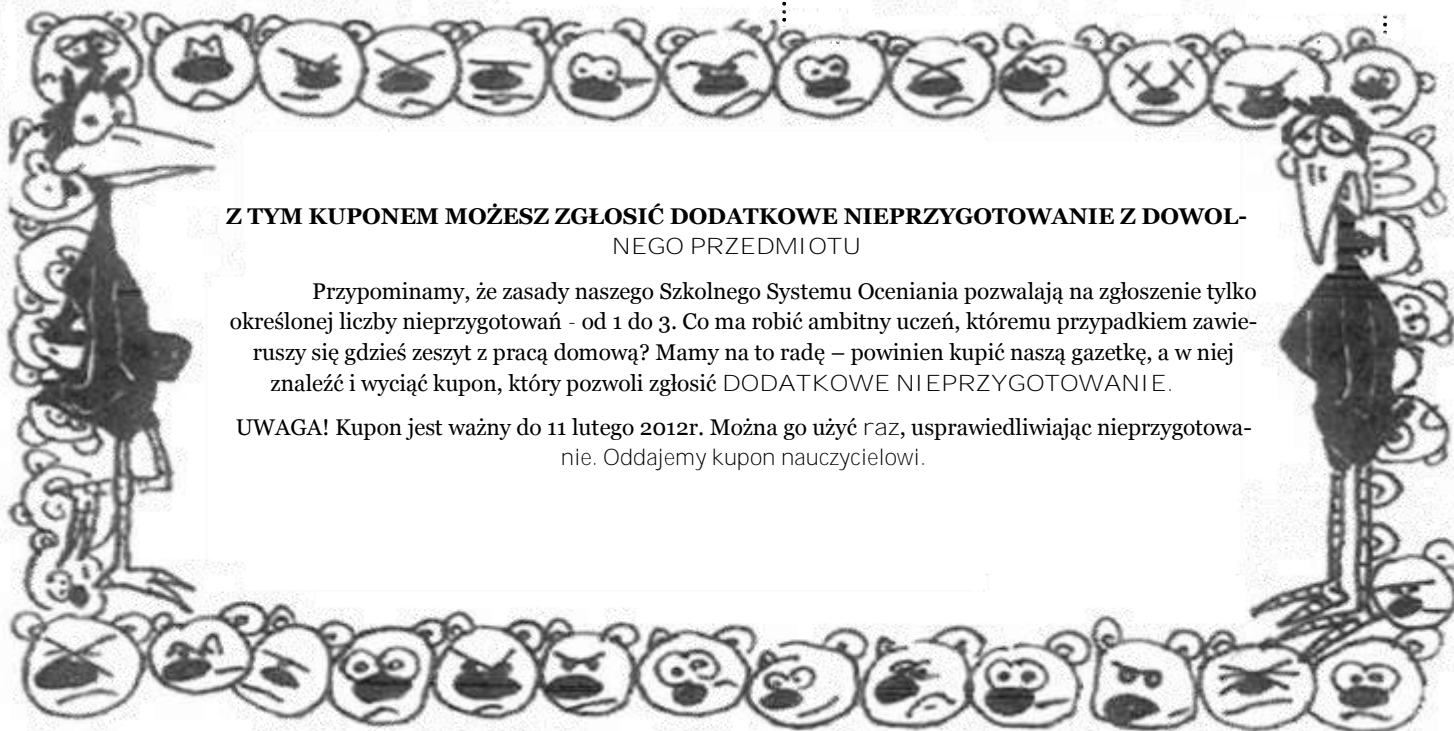 Z TYM KUPONEM MOŻESZ ZGŁOSIĆ DODATKOWE NIEPRZYGOTOWANIE Z DOWOL-
NEGO PRZEDMIOTU
Przypominamy, że zasady naszego Szkolnego Systemu Oceniania pozwalają na zgłoszenie tylko
określonej liczby nieprzygotowań - od 1 do 3. Co ma robić ambitny uczeń, któremu przypadkiem zawie-
ruszy się gdzieś zeszyt z pracą domową? Mamy na to radę – powinien kupić naszą gazetkę, a w niej
znaleźć i wyciąć kupon, który pozwoli zgłosić DODATKOWE NIEPRZYGOTOWANIE.
UWAGA! Kupon jest ważny do 11 lutego 2012r. Można go użyć raz, usprawiedliwiając nieprzygotowa-
nie. Oddajemy kupon nauczycielowi.